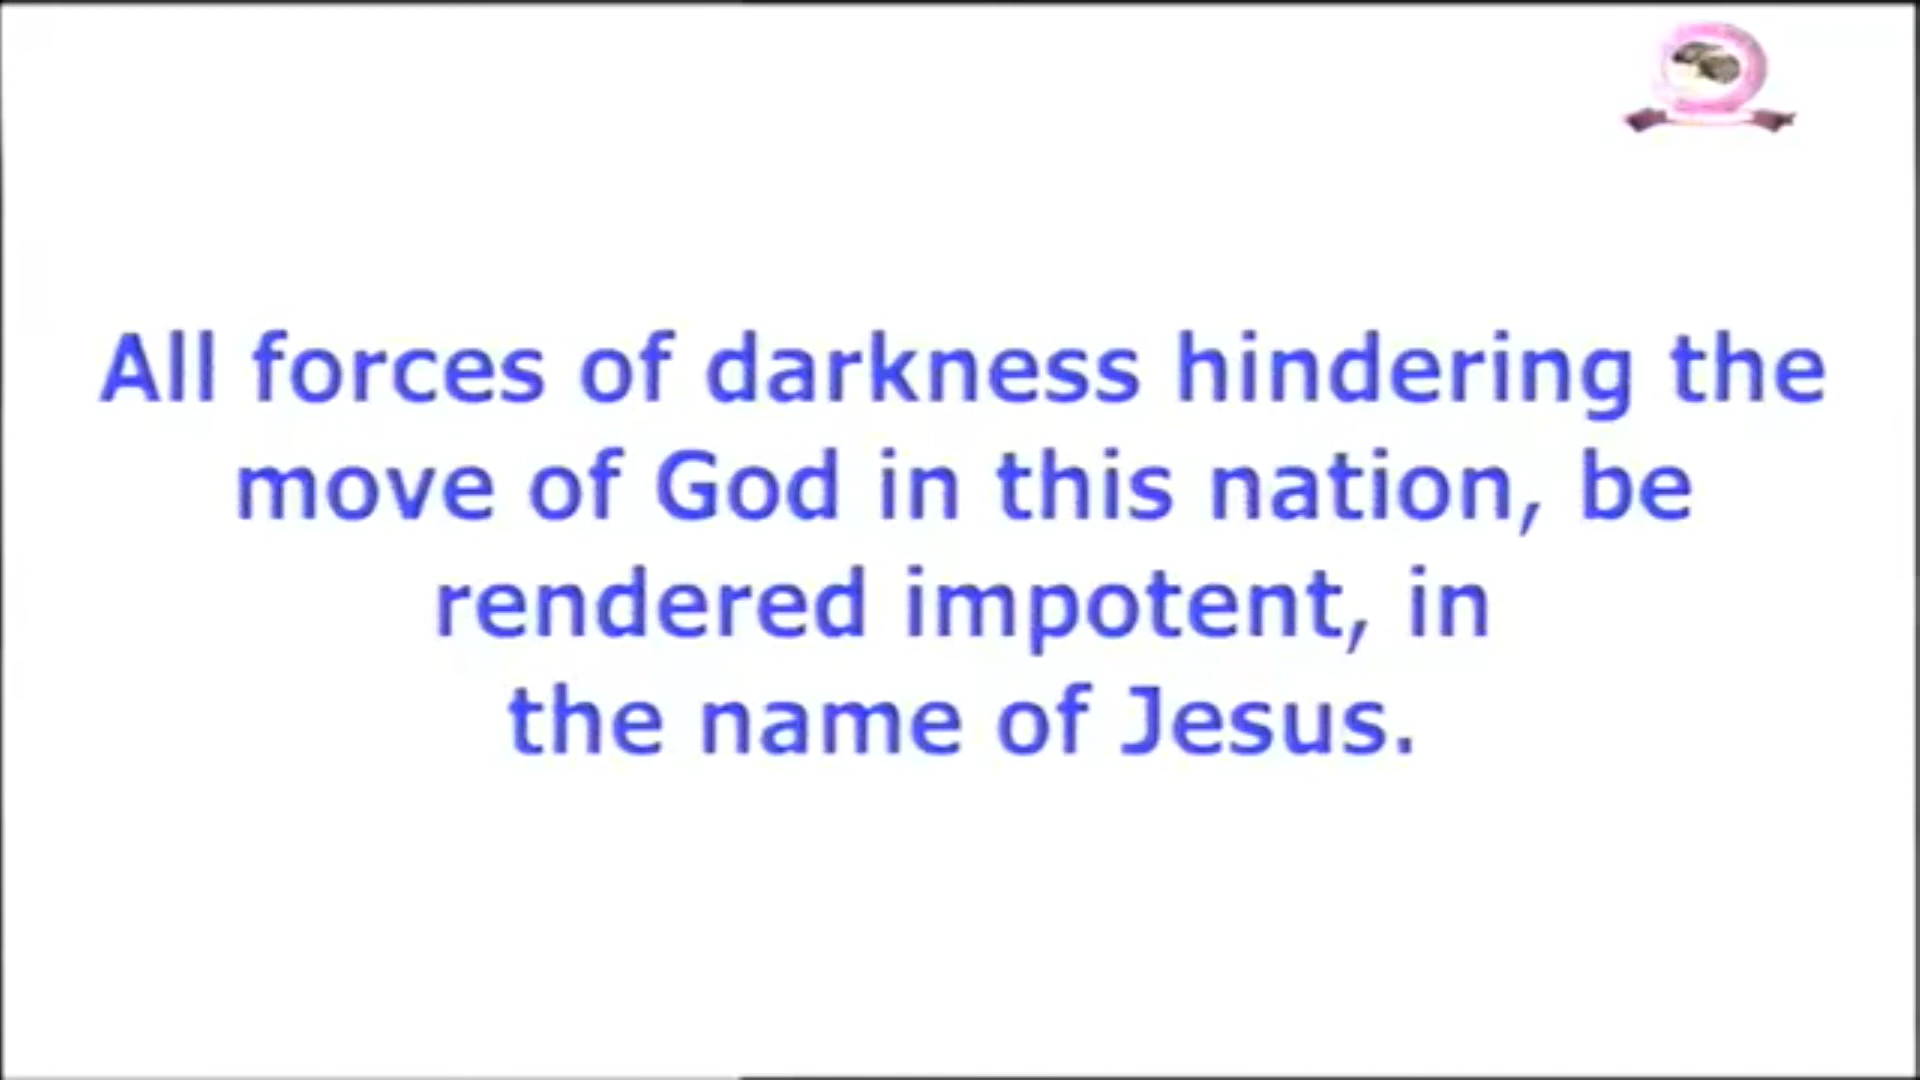 All forces of darkness hindering the
move of God in this nation, be
rendered impotent, in
the name of Jesus.